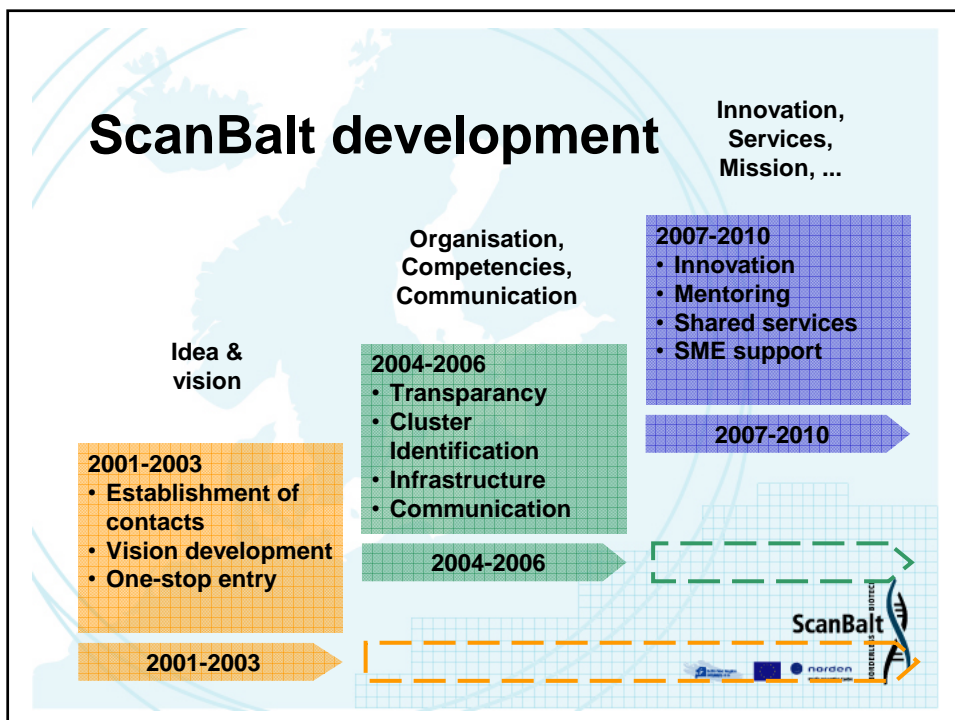 ScanBalt development
Innovation,
Services,
Mission, ...
Organisation,
Competencies,
Communication
Idea &
vision
2007-2010
• Innovation
• Mentoring
• Shared services
• SME support
2007-2010
2004-2006
• Transparancy
• Cluster
Identification
• Infrastructure
• Communication
2004-2006
2001-2003
• Establishment of
contacts
• Vision development
• One-stop entry
2001-2003
ScanBalt
norden